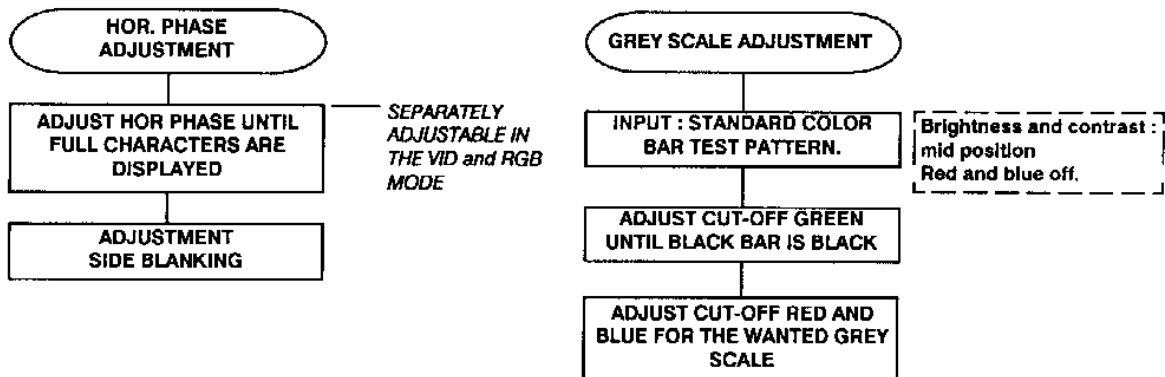 HOR. PHASE
ADJUSTMENT
ADJUST HOR PHASE UNTIL
FULL CHARACTERS ARE
DISPLAYED
SEPARATELY
ADJUSTABLE IN
THE VID and RGB
MODE
ADJUSTMENT
SIDE BLANKING
GREY SCALE ADJUSTMENT
INPUT : STANDARD COLOR
BAR TEST PATTERN.
Brightness and contrast :
mid position
Red and blue off.
ADJUST CUT-OFF GREEN
UNTIL BLACK BAR IS BLACK
ADJUST CUT-OFF RED AND
BLUE FOR THE WANTED GREY
SCALE